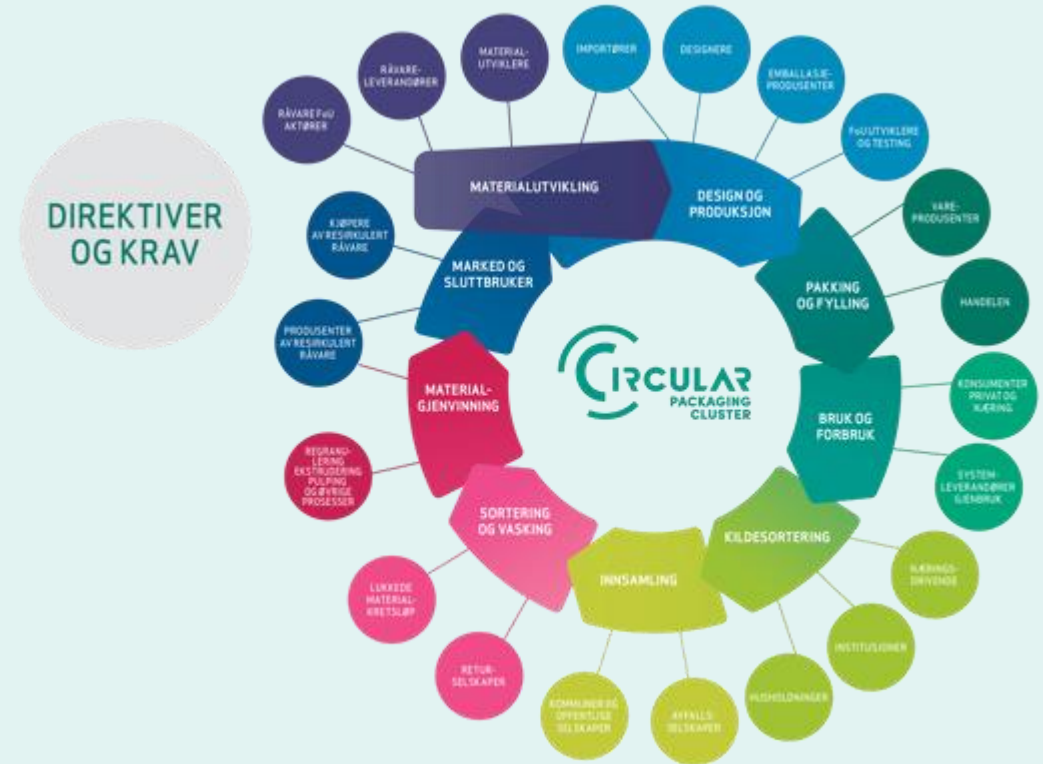 DIREKTIVER
OG KRAV
RÅVARE FoU
AKTØRER
RÅVARE-
LEVERANDØRER
MATERIAL-
UTVIKLERE
IMPORTØRER
DESIGNERE
EMBALLASJE-
PRODUSENTER
FoU UTVIKLERE
OG TESTING
MATERIALUTVIKLING
DESIGN OG
PRODUKSJON
VARE-
PRODUSENTER
HANDELEN
PAKKING
OG FYLLING
KONSUMENTER
PRIVAT OG
NÆRING
SYSTEM-
LEVERANDØRER
GJENBRUK
BRUK OG
FORBRUK
KILDESORTERING
NÆRINGS-
DRIVENDE
INSTITUSJONER
HUSHOLDNINGER
INNSAMLING
AVFALLS-
SELSKAPER
KOMMUNER OG
OFFENTLIGE
SELSKAPER
SORTERING
OG VASKING
RETUR-
SELSKAPER
LUKKEDE
MATERIAL-
KRETSLØP
MATERIAL-
GJENVINNING
REGRANU-
LERING
EKSTRUDERING
PULPING
OG ØVRIGE
PROSESSER
MARKED OG
SLUTTBRUKER
PRODUSENTER
AV RESIRKULERT
RÅVARE
KJØPERE
AV RESIRKULERT
RÅVARE
CIRCULAR
PACKAGING
CLUSTER